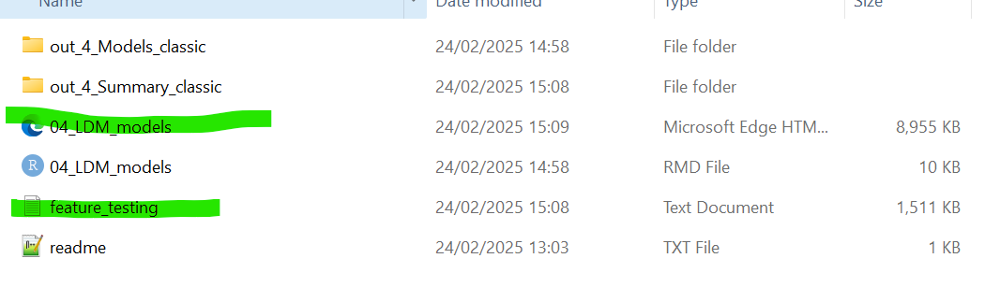 Name Date modified Type Size
out_4_Models_classic 24/02/2025 14:58 File folder
out_4_Summary_classic 24/02/2025 15:08 File folder
04_LDM_models 24/02/2025 15:09 Microsoft Edge HTM... 8,955 KB
R 04_LDM_models 24/02/2025 14:58 RMD File 10 KB
feature_testing 24/02/2025 15:08 Text Document 1,511 KB
readme 24/02/2025 13:03 TXT File 1 KB